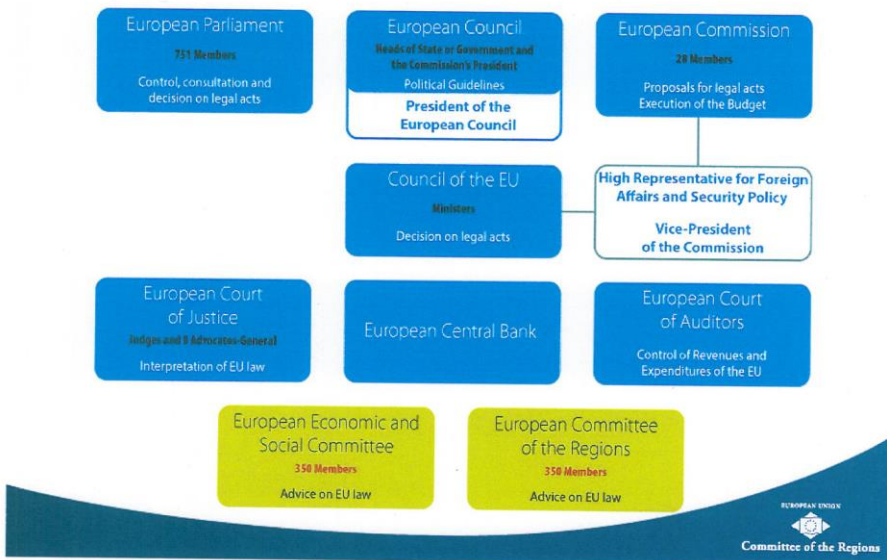 European Parliament
751 Members
Control, consultation and
decision on legal acts
European Council
Heads of State or Government and
the Commission's President
Political Guidelines
President of the
European Council
European Commission
28 Members
Proposals for legal acts
Execution of the Budget
Council of the EU
Ministers
Decision on legal acts
High Representative for Foreign
Affairs and Security Policy
Vice-President
of the Commission
European Court
of Justice
Judges and 9 Advocates-General
Interpretation of EU law
European Central Bank
European Court
of Auditors
Control of Revenues and
Expenditures of the EU
European Economic and
Social Committee
350 Members
Advice on EU law
European Committee
of the Regions
350 Members
Advice on EU law
EUROPEAN UNION
Committee of the Regions